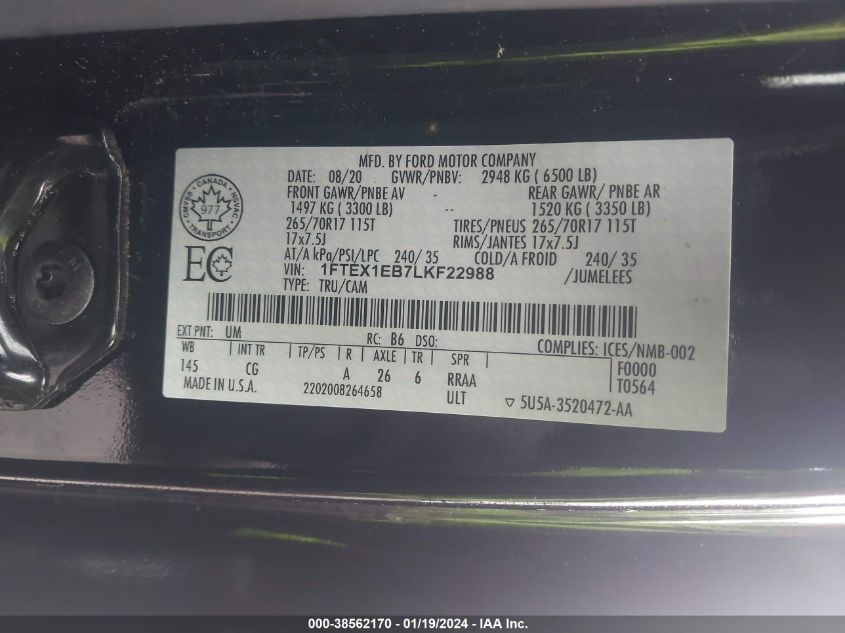 MFD. BY FORD MOTOR COMPANY
DATE: 08/20 GVWR/PNBV: 2948 KG ( 6500 LB)
FRONT GAWR/PNBE AV - REAR GAWR/ PNBE AR
1497 KG ( 3300 LB) -- 1520 KG ( 3350 LB)
265/70R17 115T TIRES/PNEUS 265/70R17 115T
17x7.5J RIMS/JANTES 17x7.5J
AT/A kPa/PSI/LPC 240/ 35 COLD/A FROID 240/ 35
VIN: 1FTEX1EB7LKF22988 /JUMELEES
TYPE: TRU/CAM
CMVSS · CANADA · NSVAC
977
TRANSPORT
EC
EXT PNT: UM RC: B6 DSO: COMPLIES: ICES/NMB-002
WB INT TR TP/PS R AXLE TR SPR F0000
145 CG A 26 6 RRAA T0564
MADE IN U.S.A. 2202008264658 ULT ▽ 5U5A-3520472-AA
000-38562170 - 01/19/2024 - IAA Inc.